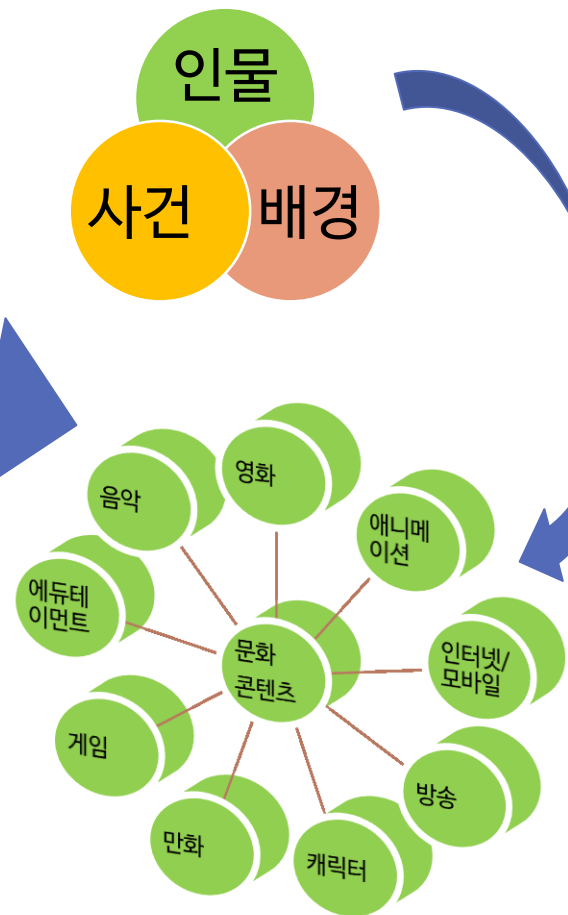 인물
사건
배경
영화
음악
애니메
이션
에듀테
이먼트
인터넷/
모바일
문화
콘텐츠
게임
방송
만화
캐릭터